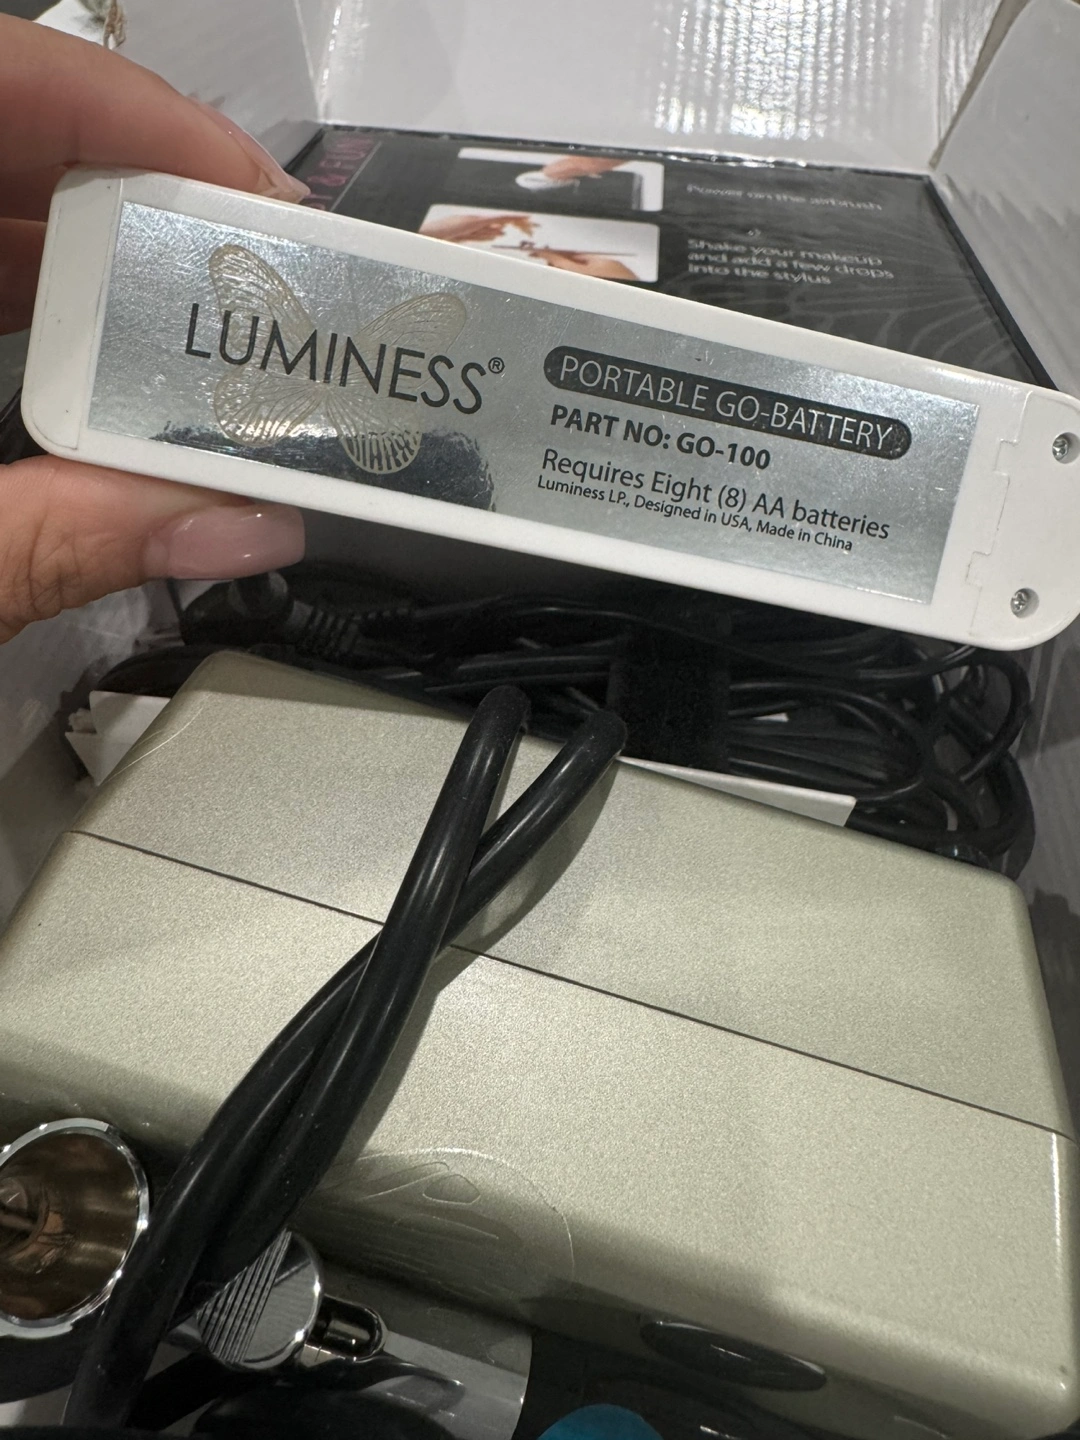 & FUN
Power on the airbrush
Shake your makeup
and add a few drops
into the stylus
LUMINESS®
PORTABLE GO-BATTERY
PART NO: GO-100
Requires Eight (8) AA batteries
Luminess LP., Designed in USA, Made in China